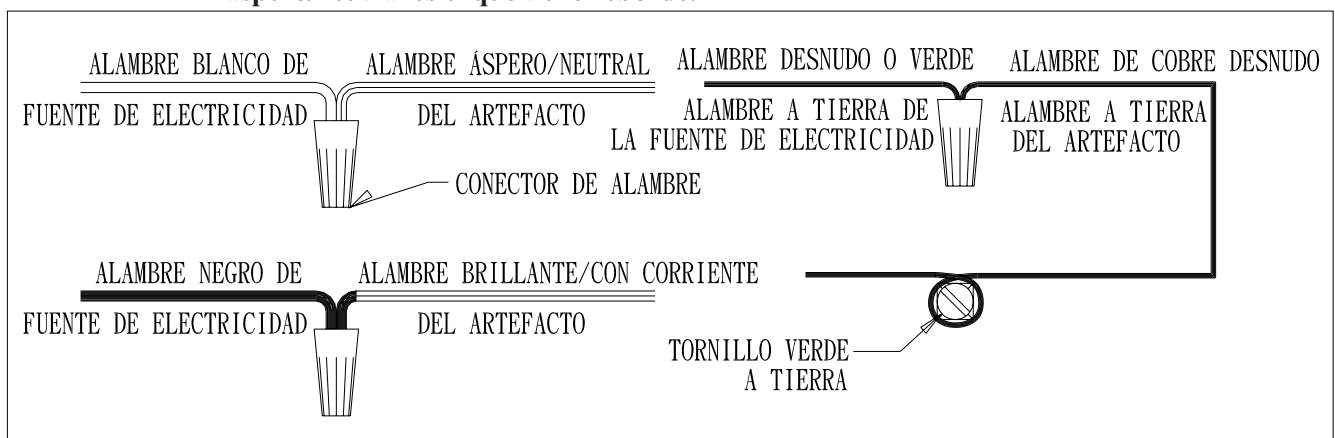 ALAMBRE BLANCO DE
FUENTE DE ELECTRICIDAD
ALAMBRE ÁSPERO/NEUTRAL
DEL ARTEFACTO
CONECTOR DE ALAMBRE
ALAMBRE DESNUDO O VERDE
ALAMBRE A TIERRA DE
LA FUENTE DE ELECTRICIDAD
ALAMBRE DE COBRE DESNUDO
ALAMBRE A TIERRA
DEL ARTEFACTO
ALAMBRE NEGRO DE
FUENTE DE ELECTRICIDAD
ALAMBRE BRILLANTE/CON CORRIENTE
DEL ARTEFACTO
TORNILLO VERDE
A TIERRA